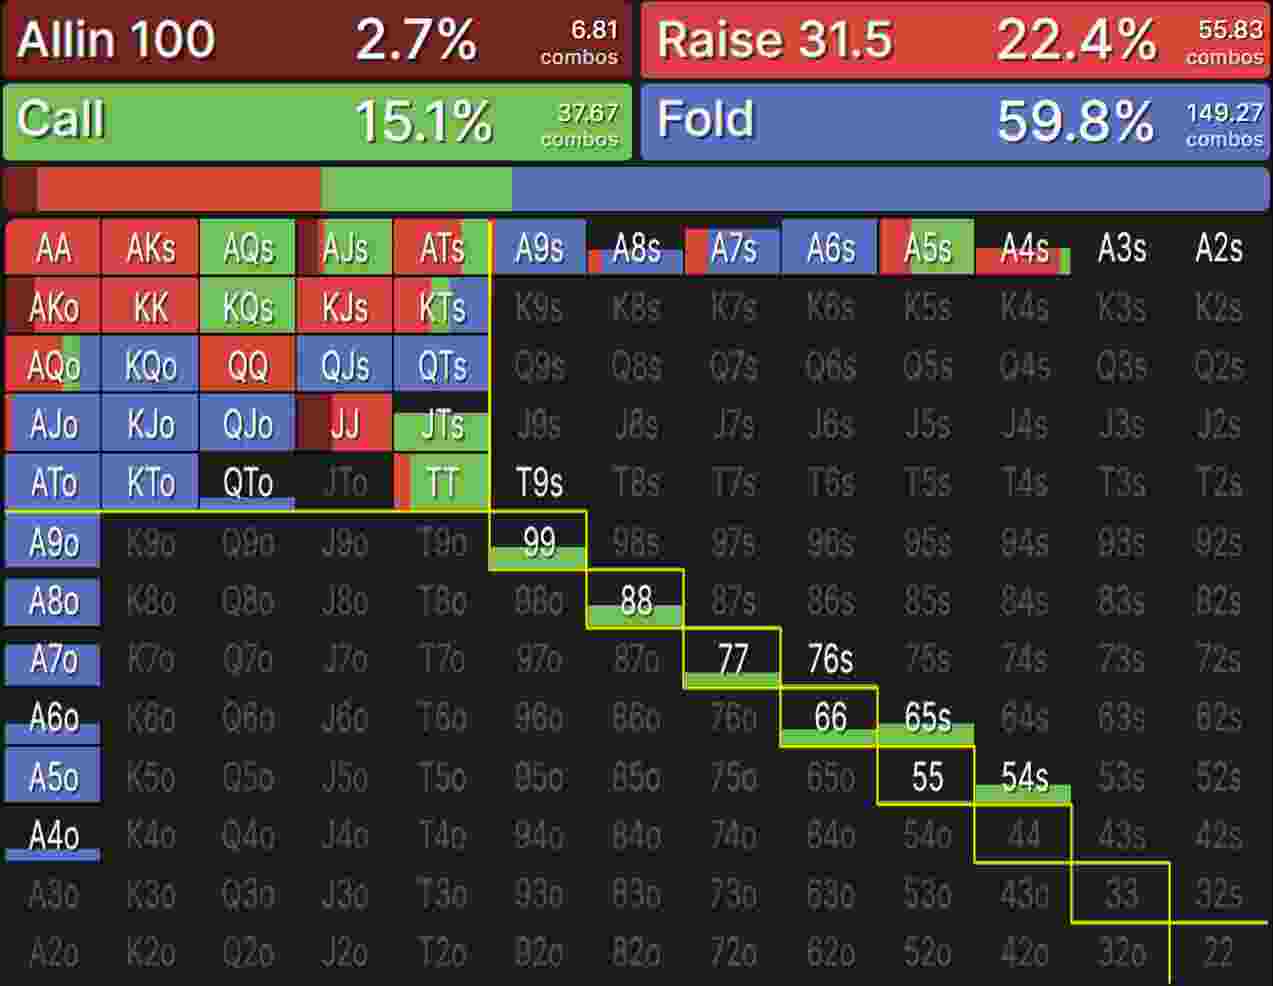 Allin 100 2.7% 6.81 combos Raise 31.5 22.4% 55.83 combos
Call 15.1% 37.67 combos Fold 59.8% 149.27 combos
AA AKs AQs AJs ATs A9s A8s A7s A6s A5s A4s A3s A2s
AKo KK KQs KJs KTs K9s K8s K7s K6s K5s K4s K3s K2s
AQo KQo QQ QJs QTs Q9s Q8s Q7s Q6s Q5s Q4s Q3s Q2s
AJo KJo QJo JJ JTs J9s J8s J7s J6s J5s J4s J3s J2s
ATo KTo QTo JTo TT T9s T8s T7s T6s T5s T4s T3s T2s
A9o K9o Q9o J9o T9o 99 98s 97s 96s 95s 94s 93s 92s
A8o K8o Q8o J8o T8o 98o 88 87s 86s 85s 84s 83s 82s
A7o K7o Q7o J7o T7o 97o 87o 77 76s 75s 74s 73s 72s
A6o K6o Q6o J6o T6o 96o 86o 76o 66 65s 64s 63s 62s
A5o K5o Q5o J5o T5o 95o 85o 75o 65o 55 54s 53s 52s
A4o K4o Q4o J4o T4o 94o 84o 74o 64o 54o 44 43s 42s
A3o K3o Q3o J3o T3o 93o 83o 73o 63o 53o 43o 33 32s
A2o K2o Q2o J2o T2o 92o 82o 72o 62o 52o 42o 32o 22